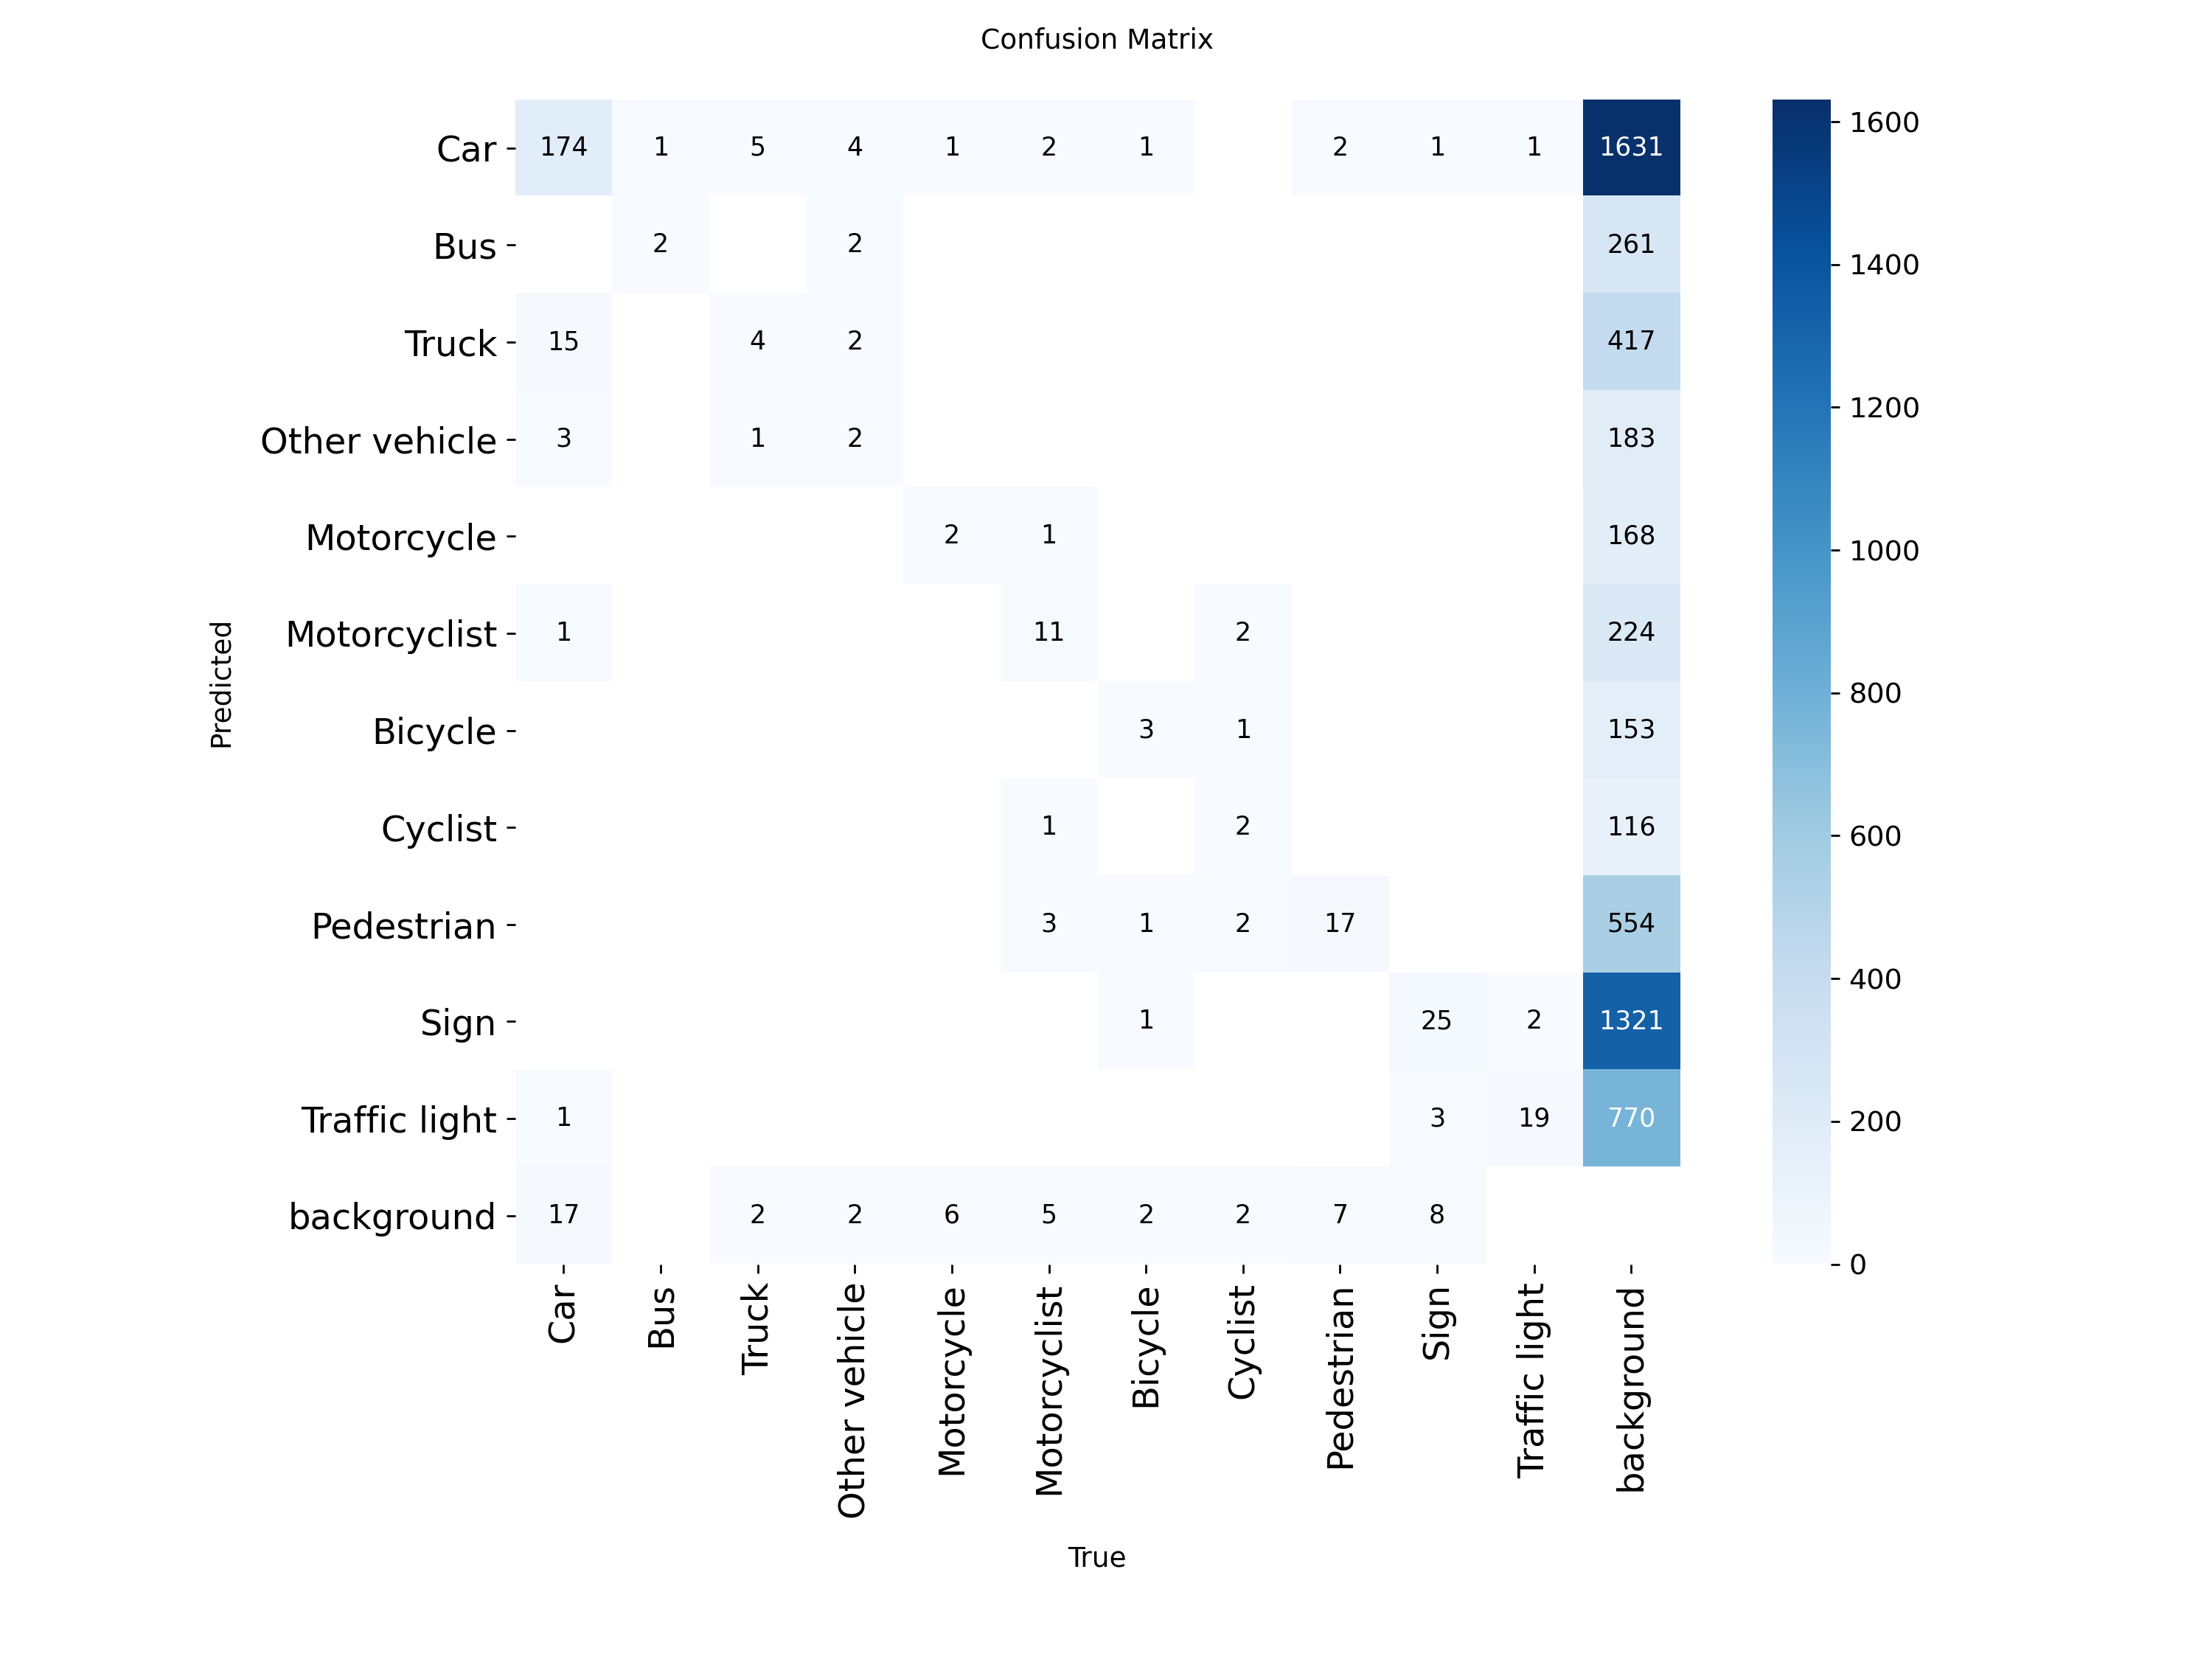 Confusion Matrix
Car 174 1 5 4 1 2 1 2 1 1 1631
Bus 2 2 261
Truck 15 4 2 417
Other vehicle 3 1 2 183
Motorcycle 2 1 168
Motorcyclist 1 11 2 224
Bicycle 3 1 153
Cyclist 1 2 116
Pedestrian 3 1 2 17 554
Sign 1 25 2 1321
Traffic light 1 3 19 770
background 17 2 2 6 5 2 2 7 8
Predicted
Car
Bus
Truck
Other vehicle
Motorcycle
Motorcyclist
Bicycle
Cyclist
Pedestrian
Sign
Traffic light
background
True
1600
1400
1200
1000
800
600
400
200
0